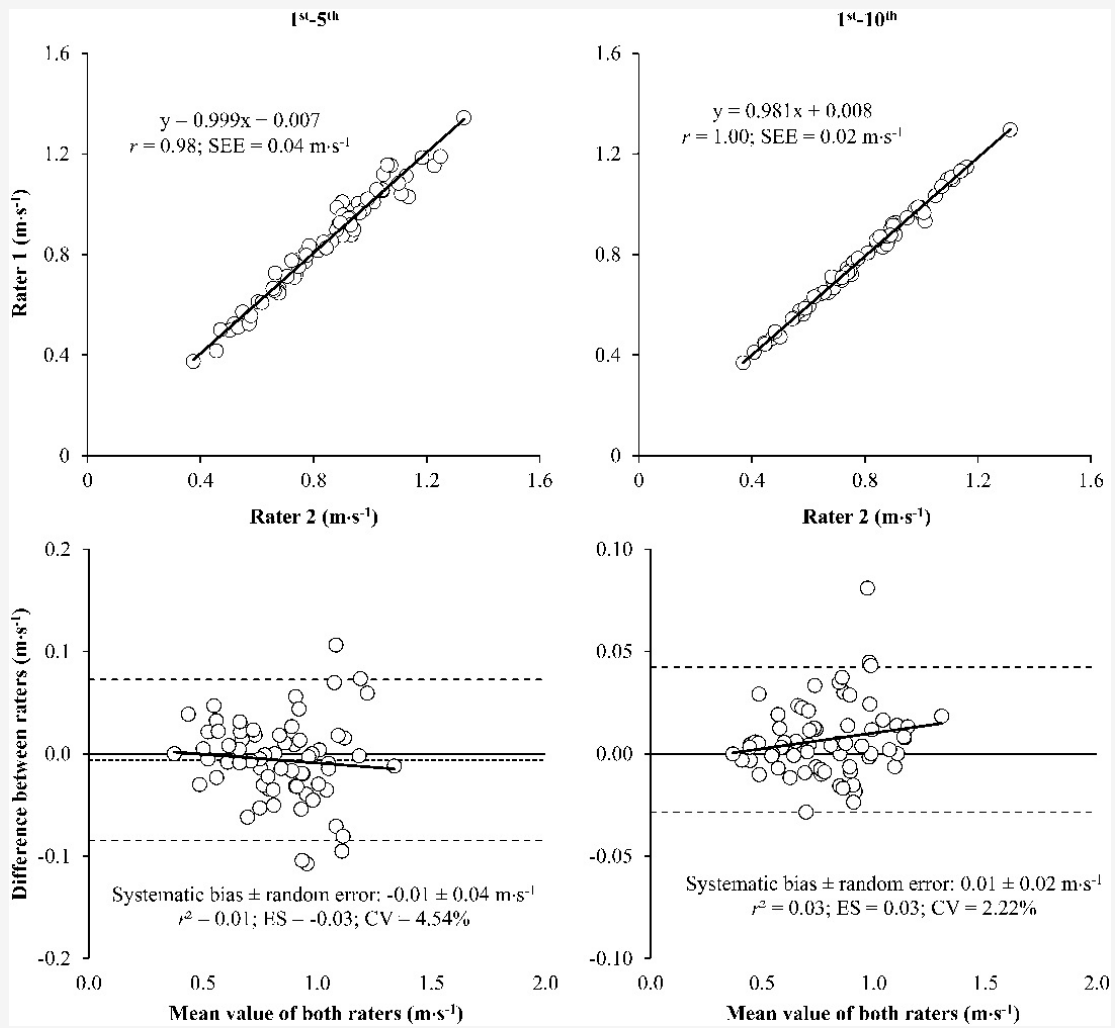 1st-5th
1.6
1.2
0.8
0.4
0
y – 0.999x – 0.007
r = 0.98; SEE = 0.04 m·s-1
Rater 1 (m·s-1)
0 0.4 0.8 1.2 1.6
Rater 2 (m·s-1)
1st-10th
1.6
1.2
0.8
0.4
0
y = 0.981x + 0.008
r = 1.00; SEE = 0.02 m·s-1
0 0.4 0.8 1.2 1.6
Rater 2 (m·s-1)
0.2
0.1
0.0
-0.1
-0.2
Difference between raters (m·s-1)
Systematic bias ± random error: -0.01 ± 0.04 m·s-1
r² – 0.01; ES – -0.03; CV – 4.54%
0.0 0.5 1.0 1.5 2.0
Mean value of both raters (m·s-1)
0.10
0.05
0.00
-0.05
-0.10
Systematic bias ± random error: 0.01 ± 0.02 m·s-1
r² = 0.03; ES = 0.03; CV = 2.22%
0.0 0.5 1.0 1.5 2.0
Mean value of both raters (m·s-1)